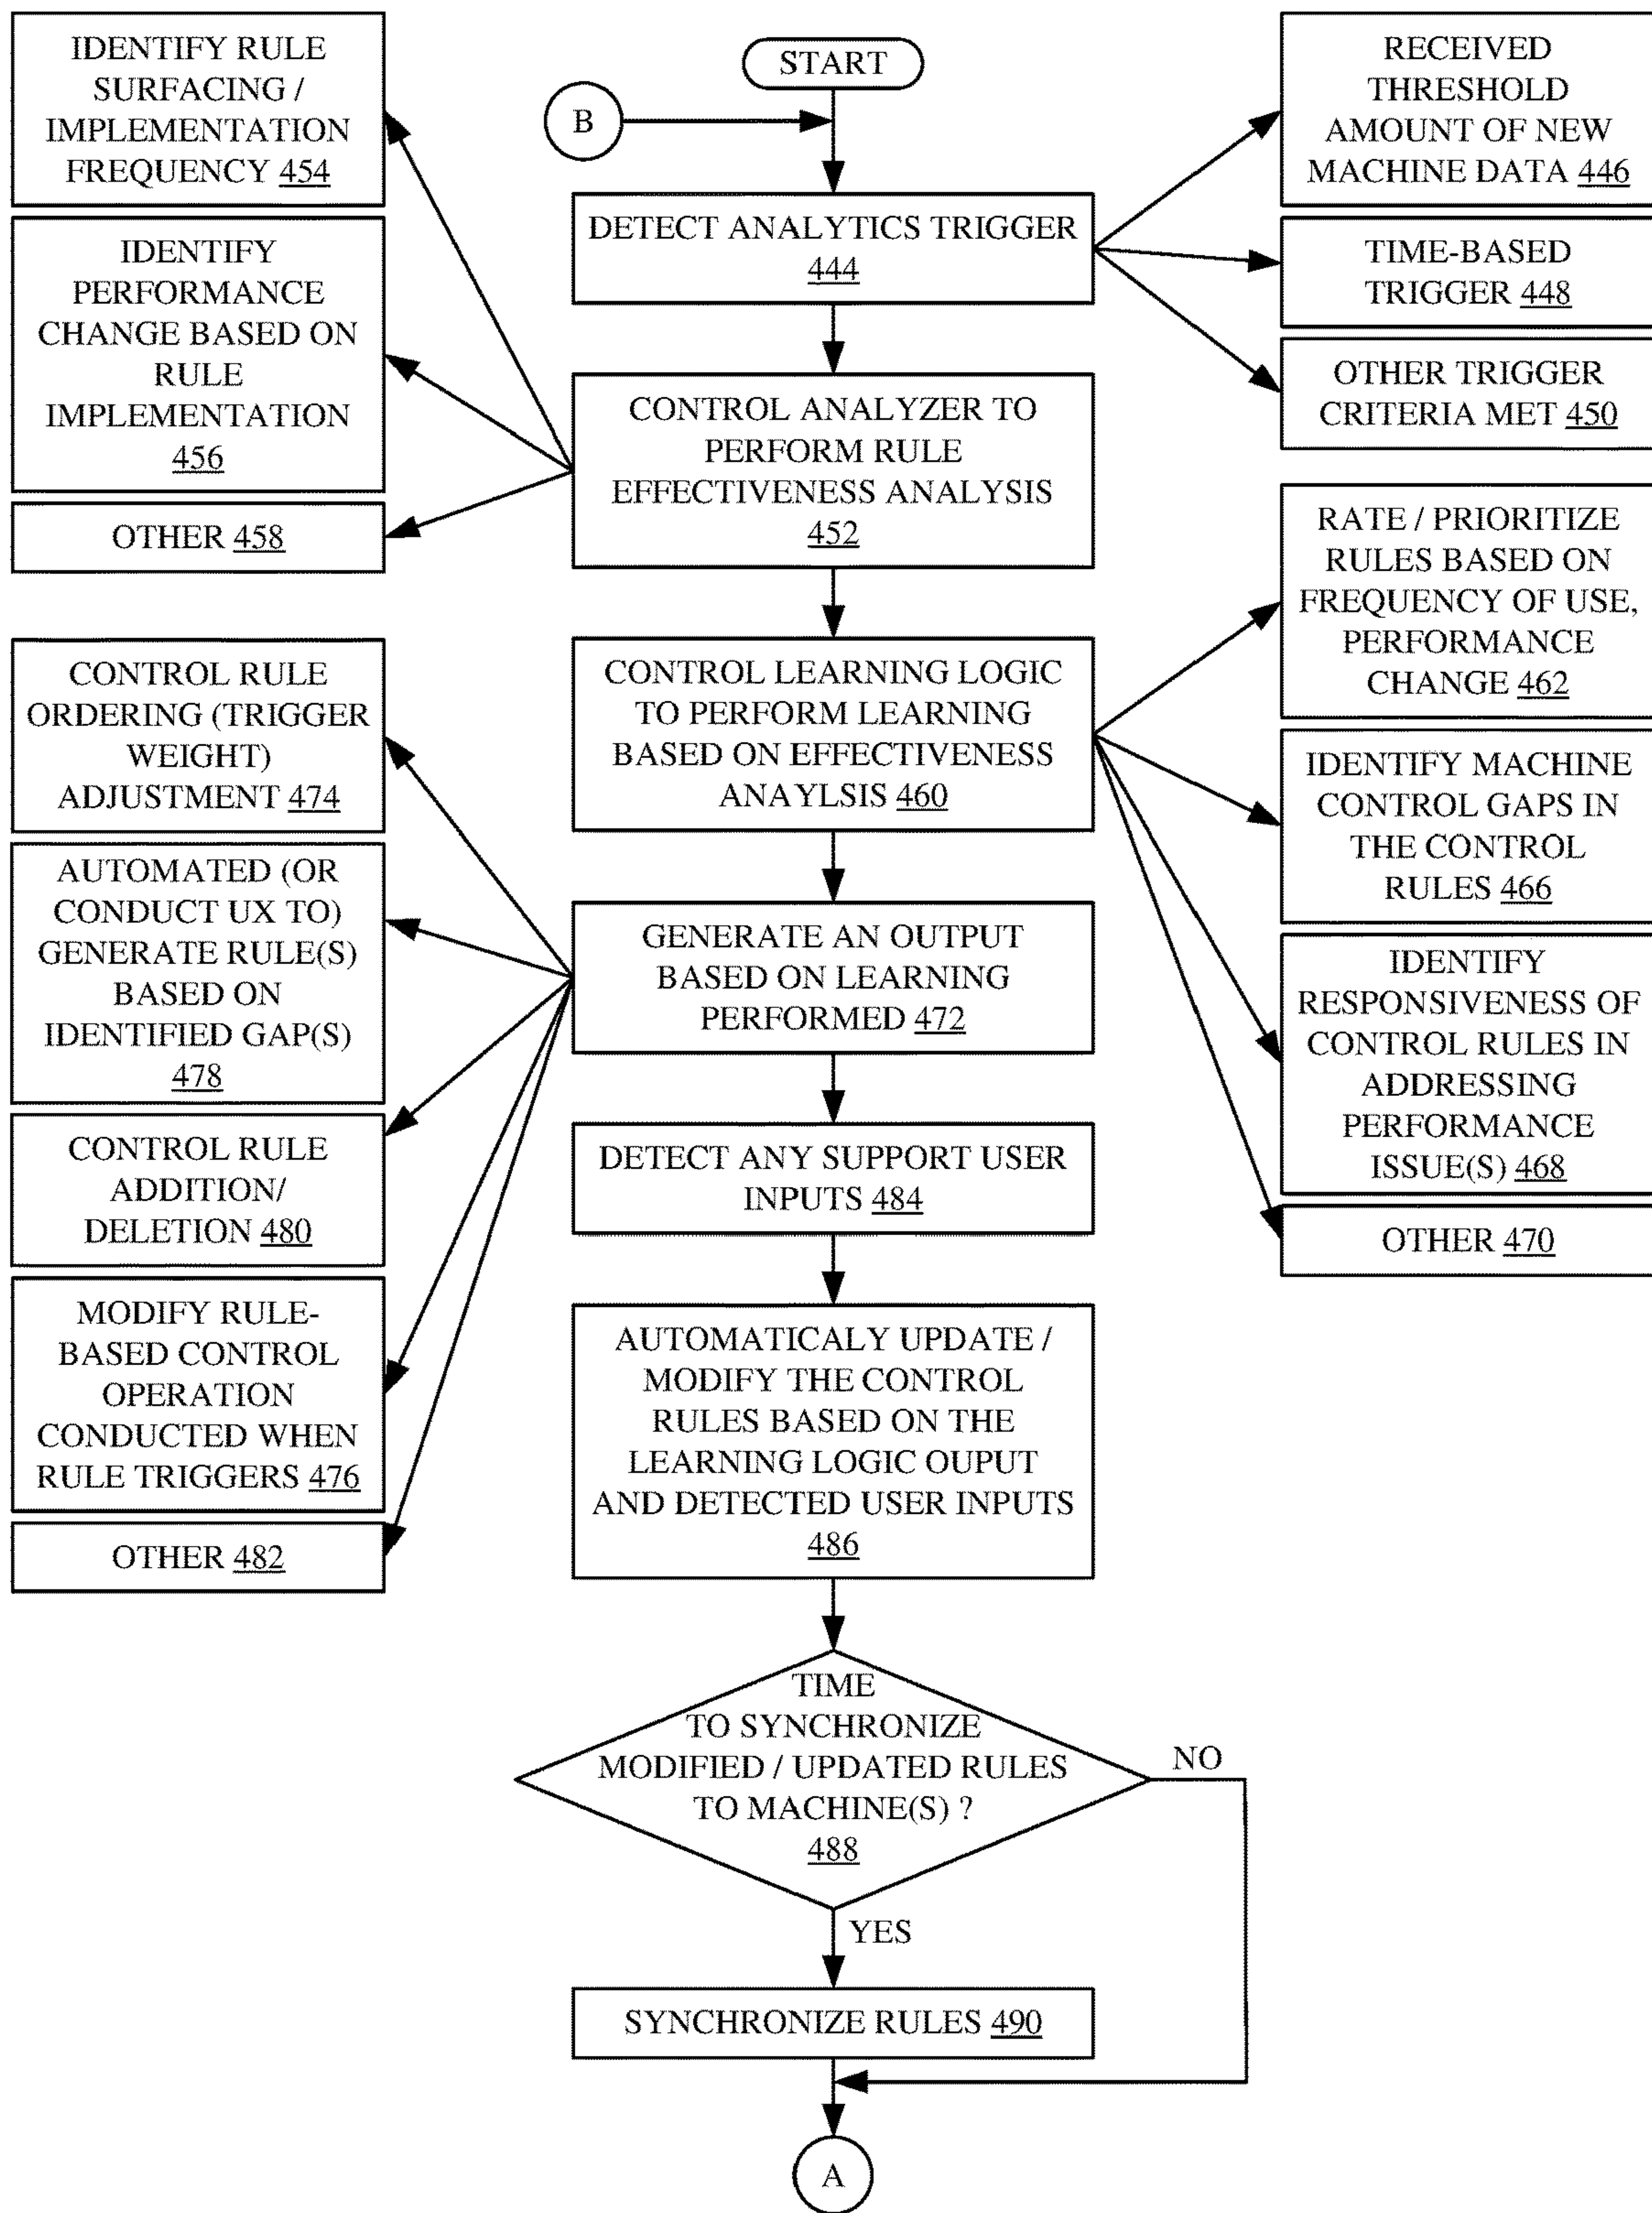 START
B
DETECT ANALYTICS TRIGGER
444
RECEIVED
THRESHOLD
AMOUNT OF NEW
MACHINE DATA 446
TIME-BASED
TRIGGER 448
OTHER TRIGGER
CRITERIA MET 450
CONTROL ANALYZER TO
PERFORM RULE
EFFECTIVENESS ANALYSIS
452
IDENTIFY RULE
SURFACING /
IMPLEMENTATION
FREQUENCY 454
IDENTIFY
PERFORMANCE
CHANGE BASED ON
RULE
IMPLEMENTATION
456
OTHER 458
CONTROL LEARNING LOGIC
TO PERFORM LEARNING
BASED ON EFFECTIVENESS
ANAYLSIS 460
RATE / PRIORITIZE
RULES BASED ON
FREQUENCY OF USE,
PERFORMANCE
CHANGE 462
IDENTIFY MACHINE
CONTROL GAPS IN
THE CONTROL
RULES 466
IDENTIFY
RESPONSIVENESS OF
CONTROL RULES IN
ADDRESSING
PERFORMANCE
ISSUE(S) 468
OTHER 470
GENERATE AN OUTPUT
BASED ON LEARNING
PERFORMED 472
CONTROL RULE
ORDERING (TRIGGER
WEIGHT)
ADJUSTMENT 474
AUTOMATED (OR
CONDUCT UX TO)
GENERATE RULE(S)
BASED ON
IDENTIFIED GAP(S)
478
CONTROL RULE
ADDITION/
DELETION 480
MODIFY RULE-
BASED CONTROL
OPERATION
CONDUCTED WHEN
RULE TRIGGERS 476
OTHER 482
DETECT ANY SUPPORT USER
INPUTS 484
AUTOMATICALY UPDATE /
MODIFY THE CONTROL
RULES BASED ON THE
LEARNING LOGIC OUPUT
AND DETECTED USER INPUTS
486
TIME
TO SYNCHRONIZE
MODIFIED / UPDATED RULES
TO MACHINE(S) ?
488
NO
YES
SYNCHRONIZE RULES 490
A